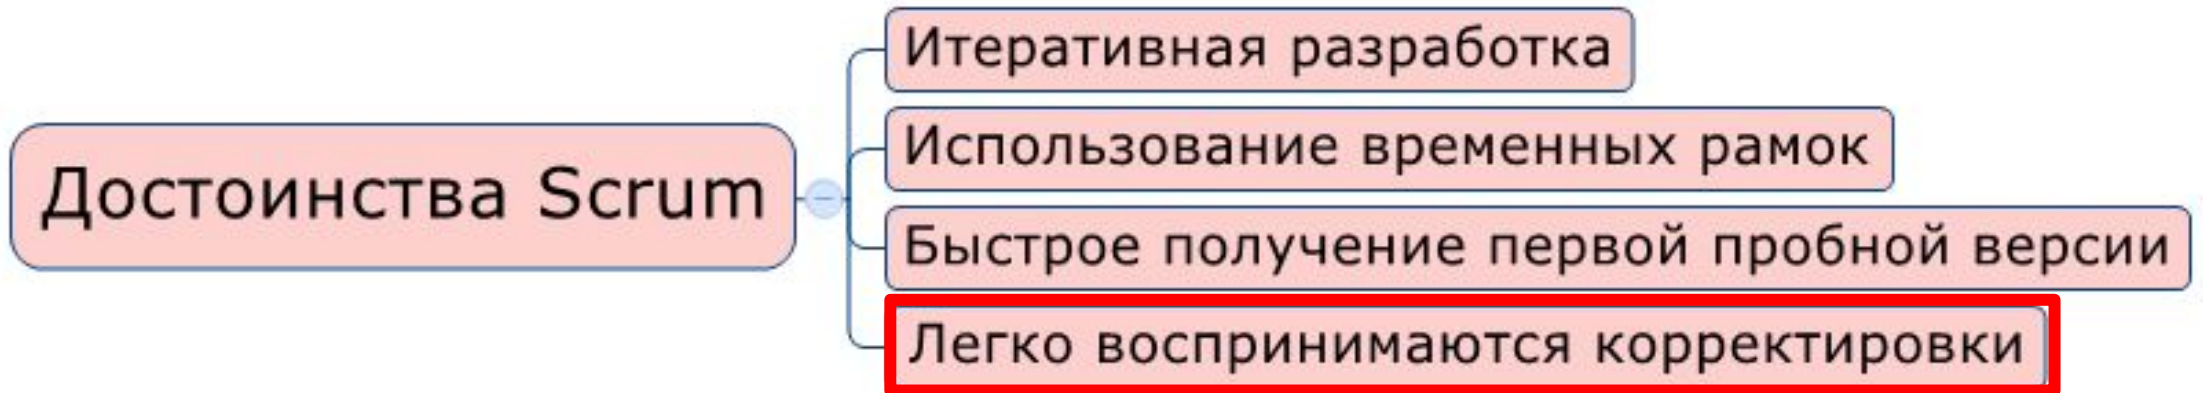 Достоинства Scrum
Итеративная разработка
Использование временных рамок
Быстрое получение первой пробной версии
Легко воспринимаются корректировки